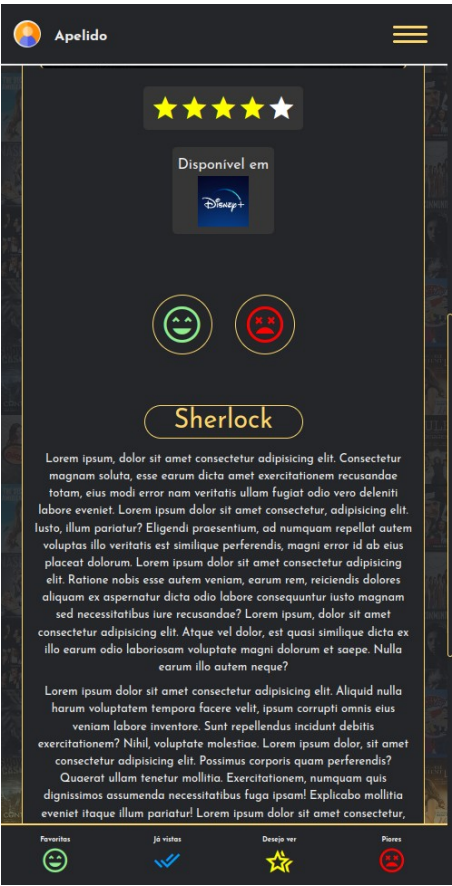 Apelido
Disponível em
Disney+
Sherlock
Lorem ipsum, dolor sit amet consectetur adipisicing elit. Consectetur
magnam soluta, esse earum dicta amet exercitationem recusandae
totam, eius modi error nam veritatis ullam fugiat odio vero deleniti
labore eveniet. Lorem ipsum dolor sit amet consectetur, adipisicing elit.
Iusto, illum pariatur? Eligendi praesentium, ad numquam repellat autem
voluptas illo veritatis est similique perferendis, magni error id ab eius
placeat dolorum. Lorem ipsum dolor sit amet consectetur adipisicing
elit. Ratione nobis esse autem veniam, earum rem, reiciendis dolores
aliquam ex aspernatur dicta odio labore consequuntur iusto magnam
sed necessitatibus iure recusandae? Lorem ipsum, dolor sit amet
consectetur adipisicing elit. Atque vel dolor, est quasi similique dicta ex
illo earum odio laboriosam voluptate magni dolorum et saepe. Nulla
earum illo autem neque?
Lorem ipsum dolor sit amet consectetur adipisicing elit. Aliquid nulla
harum voluptatem tempora facere velit, ipsum corrupti omnis eius
veniam labore inventore. Sunt repellendus incidunt debitis
exercitationem? Nihil, voluptate molestiae. Lorem ipsum dolor, sit amet
consectetur adipisicing elit. Possimus corporis quam perferendis?
Quaerat ullam tenetur mollitia. Exercitationem, numquam quis
dignissimos assumenda necessitatibus fuga ipsam! Explicabo mollitia
eveniet itaque illum pariatur! Lorem ipsum dolor sit amet consectetur,
Favoritas
Já vistas
Desejo ver
Piores